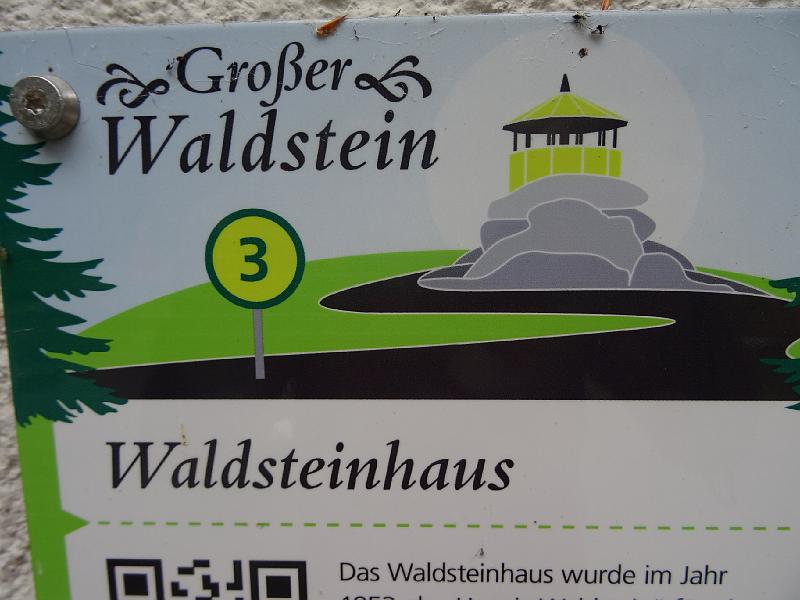 Großer
Waldstein
3
Waldsteinhaus
Das Waldsteinhaus wurde im Jahr